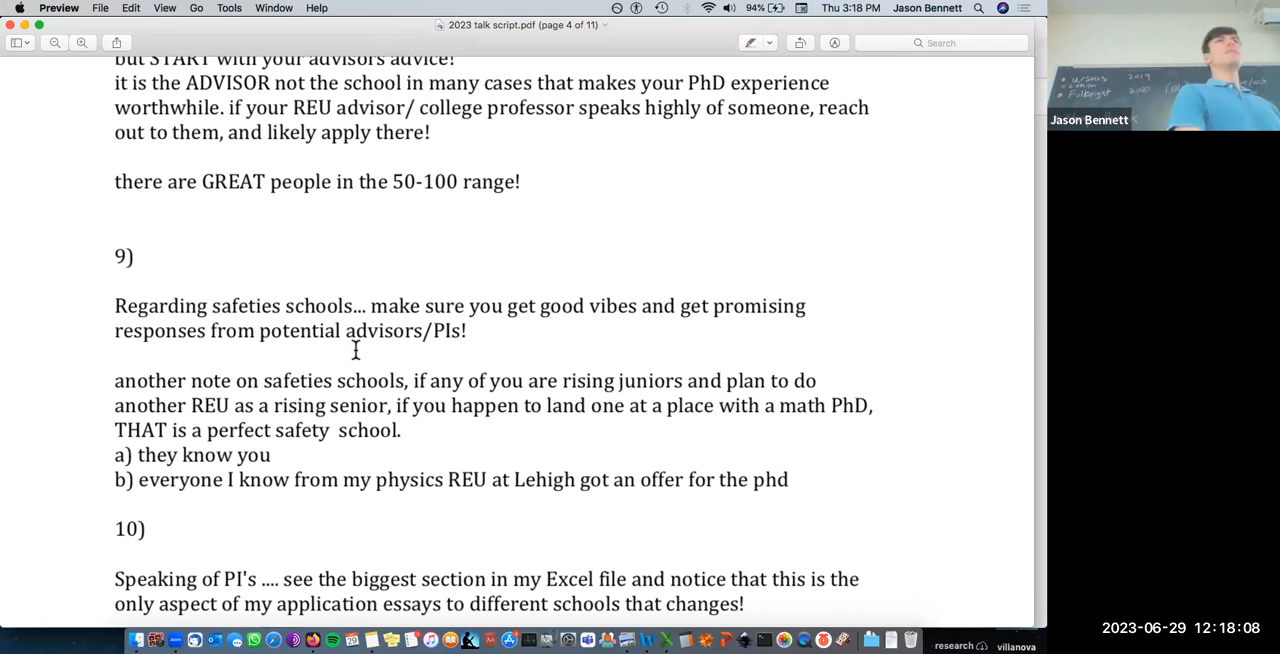 Preview File Edit View Go Tools Window Help 94% Thu 3:18 PM Jason Bennett
2023 talk script.pdf (page 4 of 11)
Search
but START with your advisors advice!
it is the ADVISOR not the school in many cases that makes your PhD experience
worthwhile. if your REU advisor/ college professor speaks highly of someone, reach
out to them, and likely apply there!
there are GREAT people in the 50-100 range!
9)
Regarding safeties schools... make sure you get good vibes and get promising
responses from potential advisors/PIs!
another note on safeties schools, if any of you are rising juniors and plan to do
another REU as a rising senior, if you happen to land one at a place with a math PhD,
THAT is a perfect safety school.
a) they know you
b) everyone I know from my physics REU at Lehigh got an offer for the phd
10)
Speaking of PI's .... see the biggest section in my Excel file and notice that this is the
only aspect of my application essays to different schools that changes!
Ursinus 2019
Fulbright 2020
Jason Bennett
research villanova
2023-06-29 12:18:08